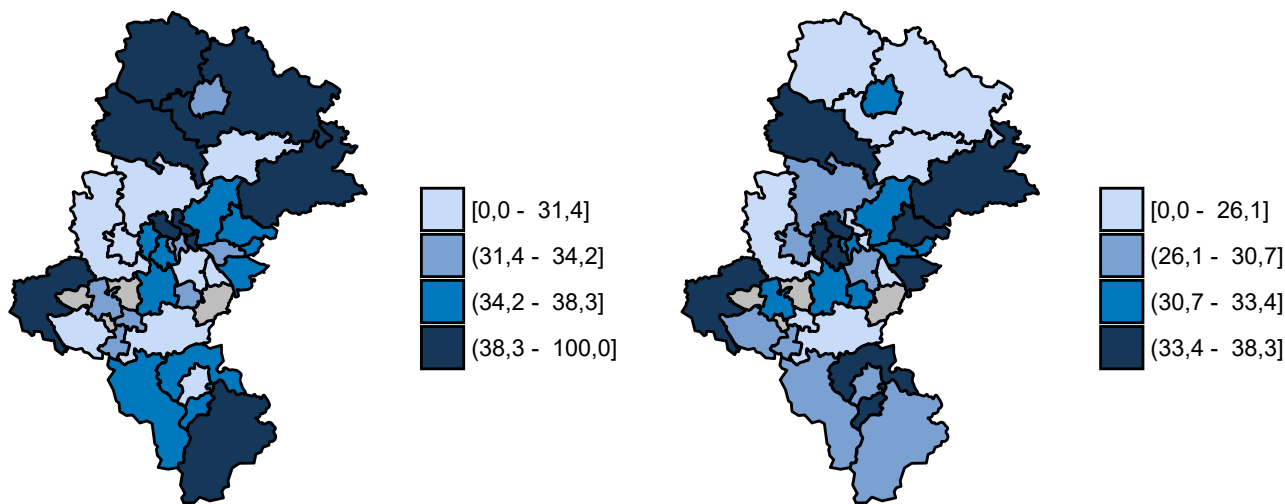 [0,0 - 31,4]
(31,4 - 34,2]
(34,2 - 38,3]
(38,3 - 100,0]
[0,0 - 26,1]
(26,1 - 30,7]
(30,7 - 33,4]
(33,4 - 38,3]